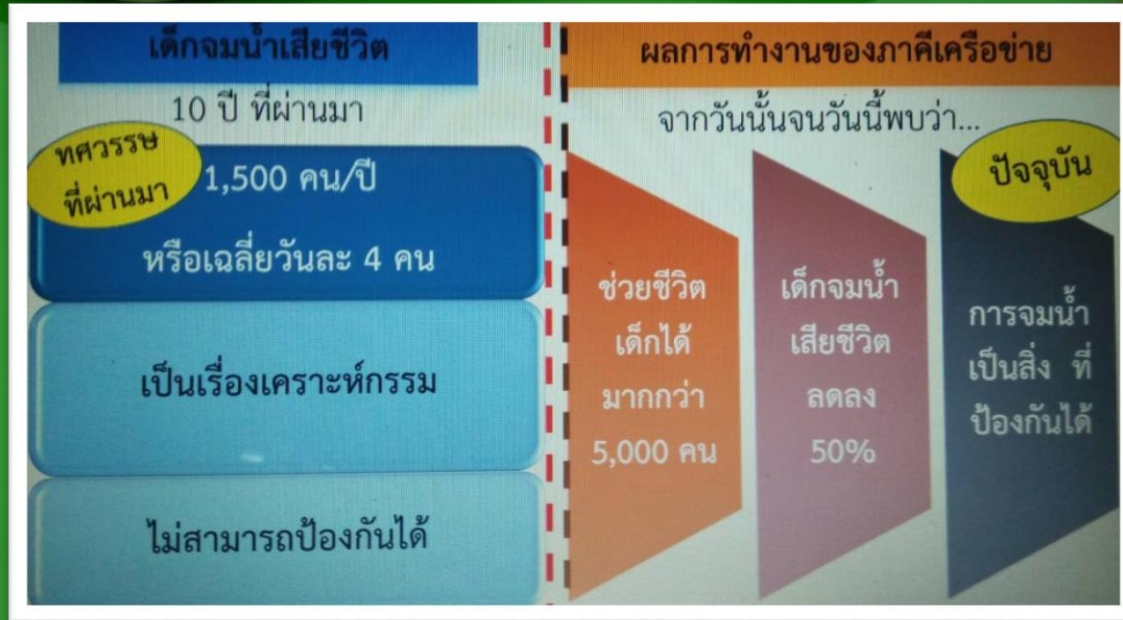 เด็กจมน้ำเสียชีวิต
10 ปี ที่ผ่านมา
ทศวรรษ
ที่ผ่านมา
1,500 คน/ปี
หรือเฉลี่ยวันละ 4 คน
เป็นเรื่องเคราะห์กรรม
ไม่สามารถป้องกันได้
ผลการทำงานของภาคีเครือข่าย
จากวันนั้นจนวันนี้พบว่า...
ปัจจุบัน
ช่วยชีวิต
เด็กได้
มากกว่า
5,000 คน
เด็กจมน้ำ
เสียชีวิต
ลดลง
50%
การจมน้ำ
เป็นสิ่ง ที่
ป้องกันได้